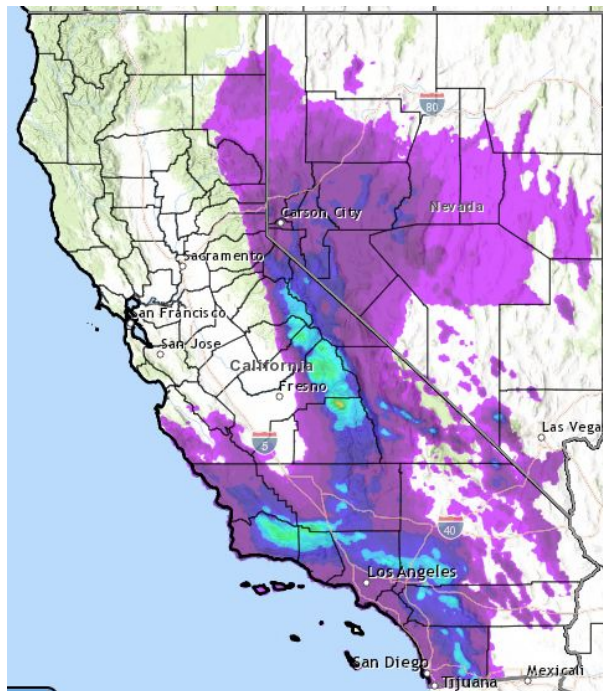 80
Nevada
Carson City
Sacramento
San Francisco
San Jose
California
Fresno
5
Las Vega
40
Los Angeles
San Diego
Tijuana
Mexicali